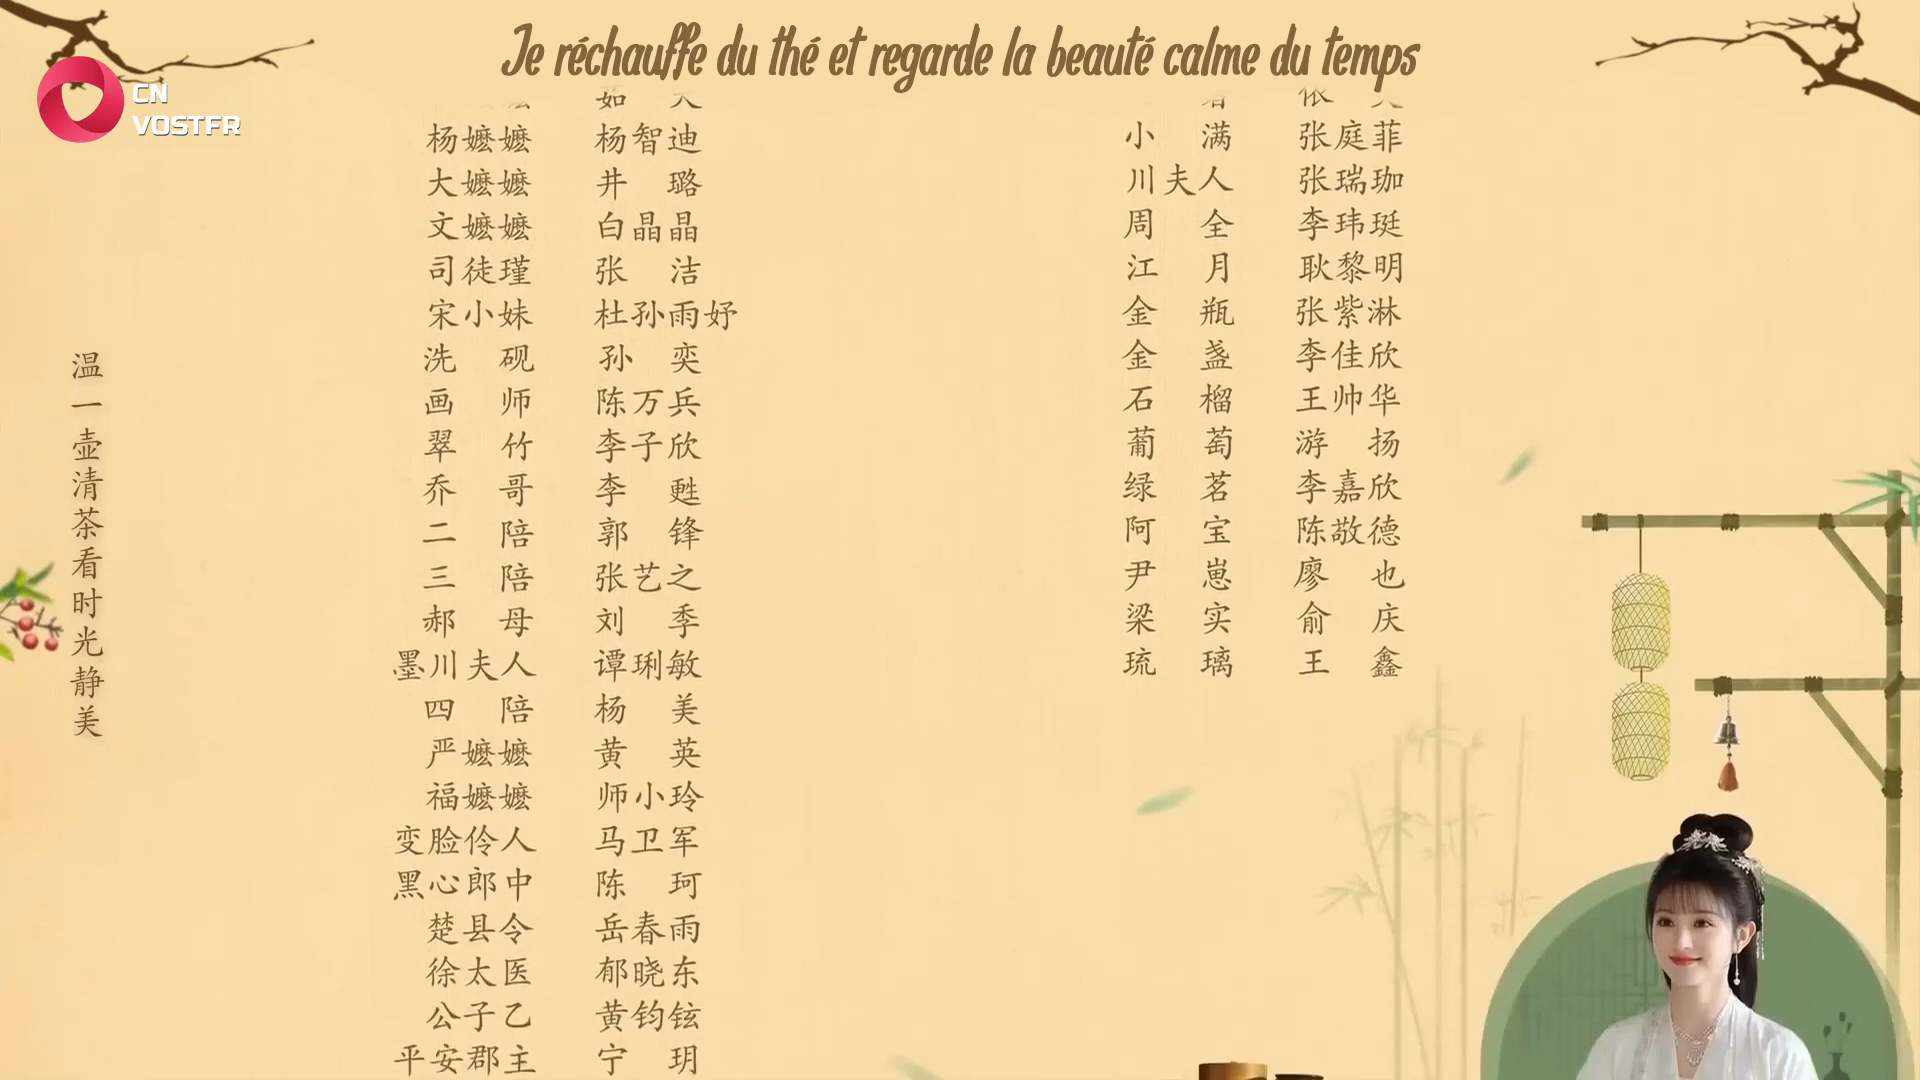 Je réchauffe du thé et regarde la beauté calme du temps
CN
VOSTFR
温一壶清茶看时光静美
杨嬷嬷 杨智迪
大嬷嬷 井璐
文嬷嬷 白晶晶
司徒瑾 张洁
宋小妹 杜孙雨妤
洗砚 孙奕
画师 陈万兵
翠竹 李子欣
乔哥 李甦
二陪 郭锋
三陪 张艺之
郝母 刘季
墨川夫人 谭琍敏
四陪 杨美
严嬷嬷 黄英
福嬷嬷 师小玲
变脸伶人 马卫军
黑心郎中 陈珂
楚县令 岳春雨
徐太医 郁晓东
公子乙 黄钧铉
平安郡主 宁玥
小满 张庭菲
川夫人 张瑞珈
周全 李玮珽
江月 耿黎明
金瓶 张紫淋
金盏 李佳欣
石榴 王帅华
葡萄 游扬
绿茗 李嘉欣
阿宝 陈敬德
尹崽 廖也
梁实 俞庆
琉璃 王鑫